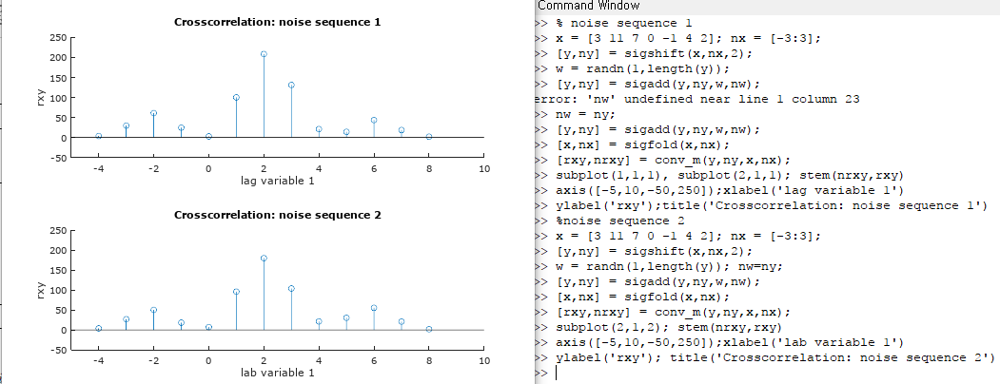 Crosscorrelation: noise sequence 1
250
200
150
100
50
0
-50
rxy
-4 -2 0 2 4 6 8 10
lag variable 1
Crosscorrelation: noise sequence 2
250
200
150
100
50
0
-50
rxy
-4 -2 0 2 4 6 8 10
lab variable 1
Command Window
>> % noise sequence 1
>> x = [3 11 7 0 -1 4 2]; nx = [-3:3];
>> [y,ny] = sigshift(x,nx,2);
>> w = randn(1,length(y));
>> [y,ny] = sigadd(y,ny,w,nw);
error: 'nw' undefined near line 1 column 23
>> nw = ny;
>> [y,ny] = sigadd(y,ny,w,nw);
>> [x,nx] = sigfold(x,nx);
>> [rxy,nrxy] = conv_m(y,ny,x,nx);
>> subplot(1,1,1), subplot(2,1,1); stem(nrxy,rxy)
>> axis([-5,10,-50,250]);xlabel('lag variable 1')
>> ylabel('rxy');title('Crosscorrelation: noise sequence 1')
>> %noise sequence 2
>> x = [3 11 7 0 -1 4 2]; nx = [-3:3];
>> [y,ny] = sigshift(x,nx,2);
>> w = randn(1,length(y)); nw=ny;
>> [y,ny] = sigadd(y,ny,w,nw);
>> [x,nx] = sigfold(x,nx);
>> [rxy,nrxy] = conv_m(y,ny,x,nx);
>> subplot(2,1,2); stem(nrxy,rxy)
>> axis([-5,10,-50,250]);xlabel('lab variable 1')
>> ylabel('rxy'); title('Crosscorrelation: noise sequence 2')
>>